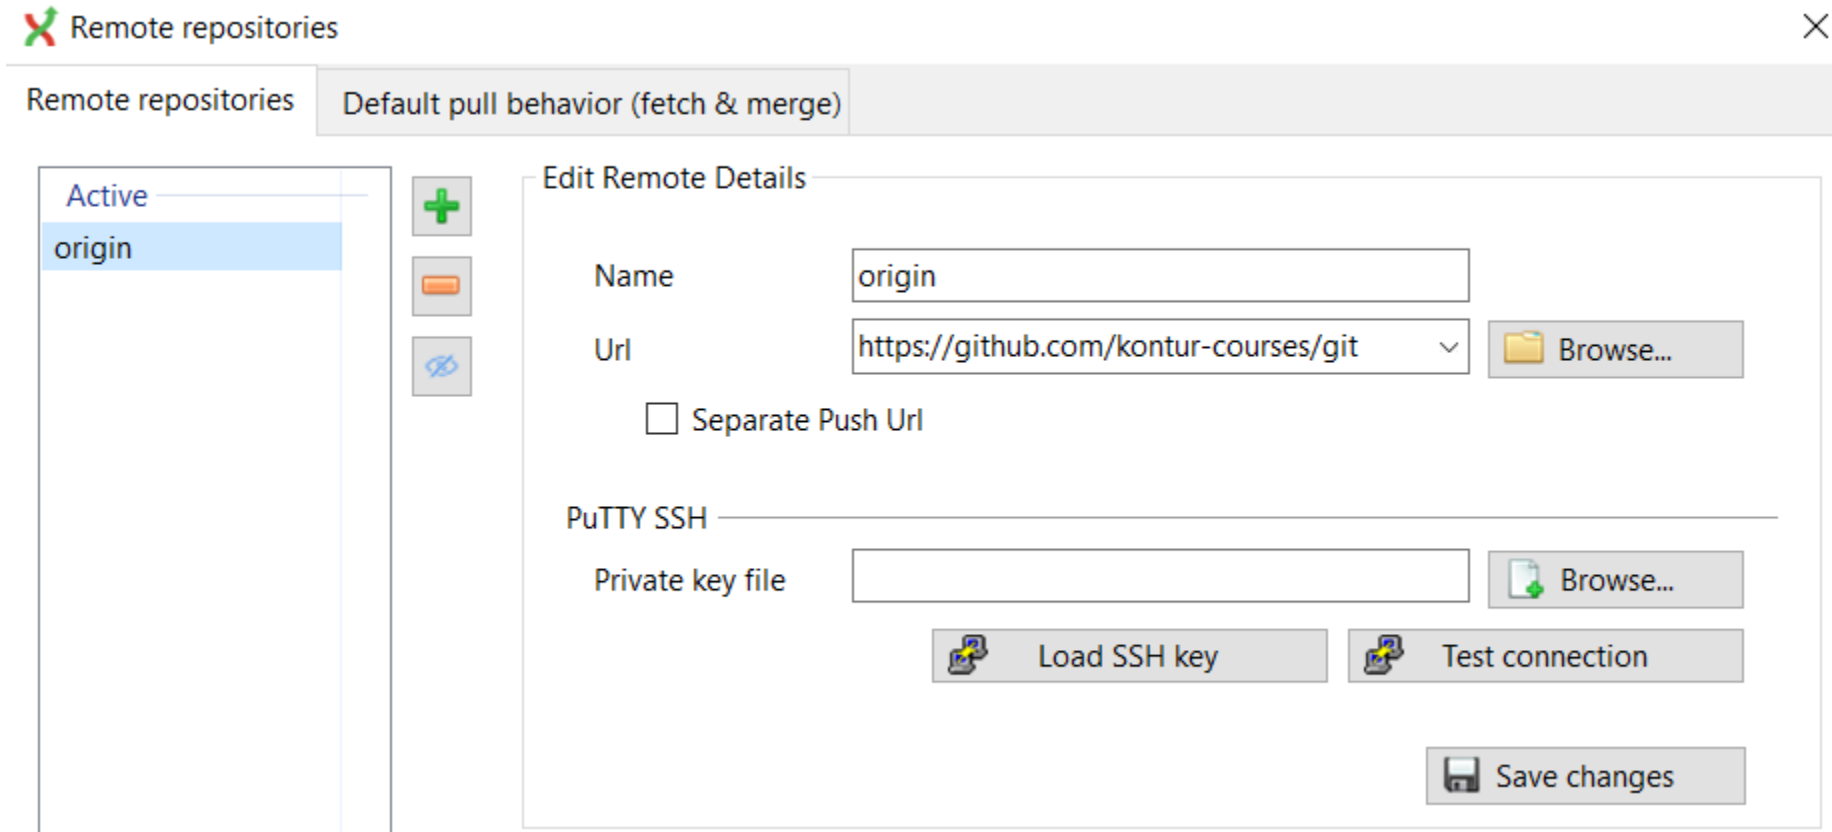 Remote repositories
Remote repositories
Default pull behavior (fetch & merge)
Active
origin
Edit Remote Details
Name
origin
Url
https://github.com/kontur-courses/git
Browse...
Separate Push Url
PuTTY SSH
Private key file
Browse...
Load SSH key
Test connection
Save changes